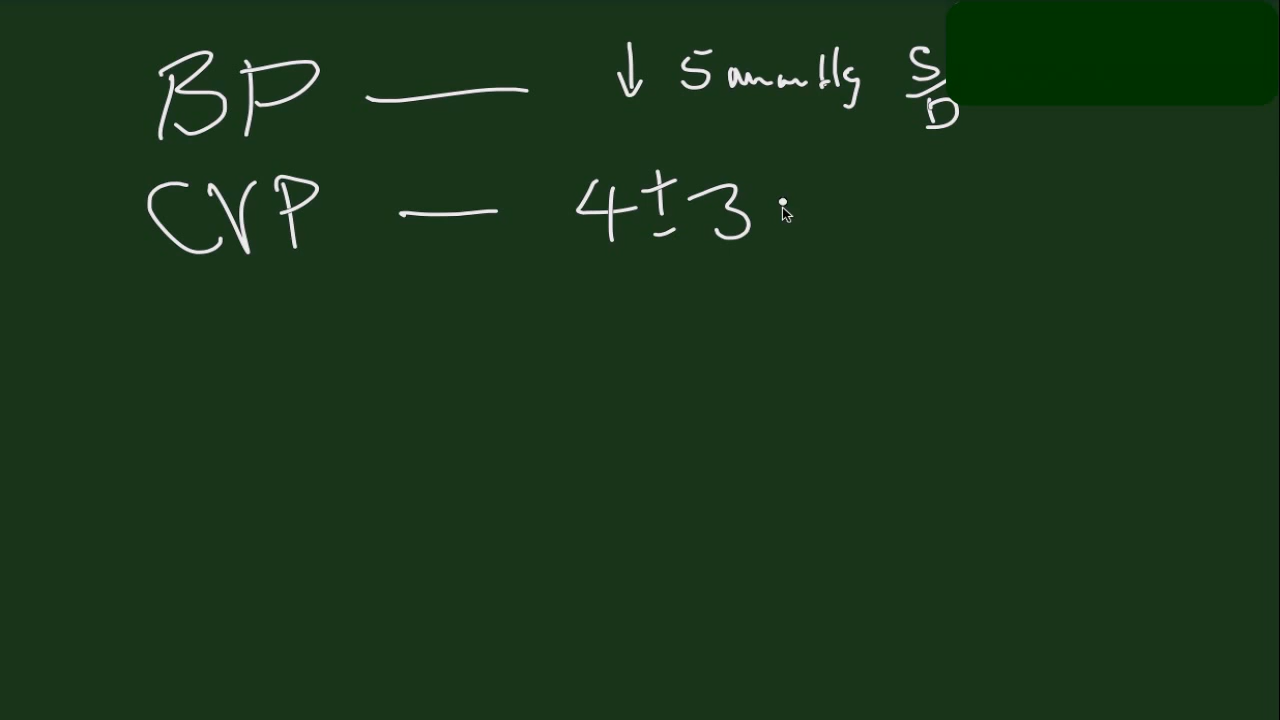 BP — ↓ 5 mmHg S/D
CVP — 4 ± 3